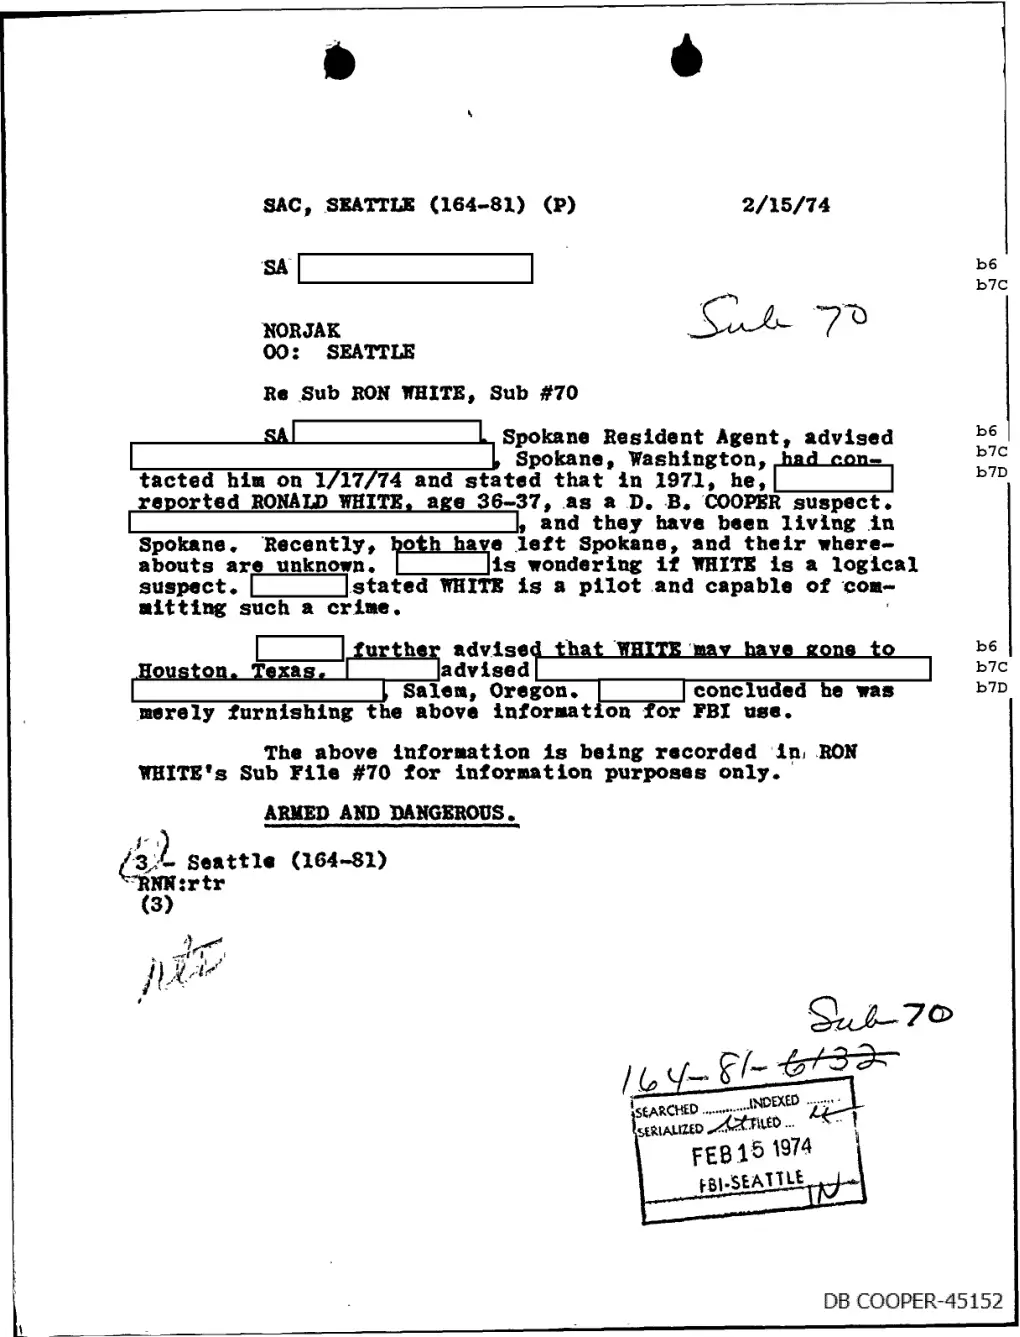 SAC, SEATTLE (164-81) (P) 2/15/74
SA b6
b7C
Sub 70
NORJAK
OO: SEATTLE
Re Sub RON WHITE, Sub #70
SA , Spokane Resident Agent, advised b6
, Spokane, Washington, had con- b7C
tacted him on 1/17/74 and stated that in 1971, he, b7D
reported RONALD WHITE, age 36-37, as a D. B. COOPER suspect.
, and they have been living in
Spokane. Recently, both have left Spokane, and their where-
abouts are unknown. is wondering if WHITE is a logical
suspect. stated WHITE is a pilot and capable of com-
mitting such a crime.
further advised that WHITE may have gone to b6
Houston, Texas. advised b7C
, Salem, Oregon. concluded he was b7D
merely furnishing the above information for FBI use.
The above information is being recorded in RON
WHITE's Sub File #70 for information purposes only.
ARMED AND DANGEROUS.
3 - Seattle (164-81)
RNN:rtr
(3)
Sub 70
164-81-6132
SEARCHED INDEXED
SERIALIZED FILED
FEB 15 1974
FBI-SEATTLE
DB COOPER-45152